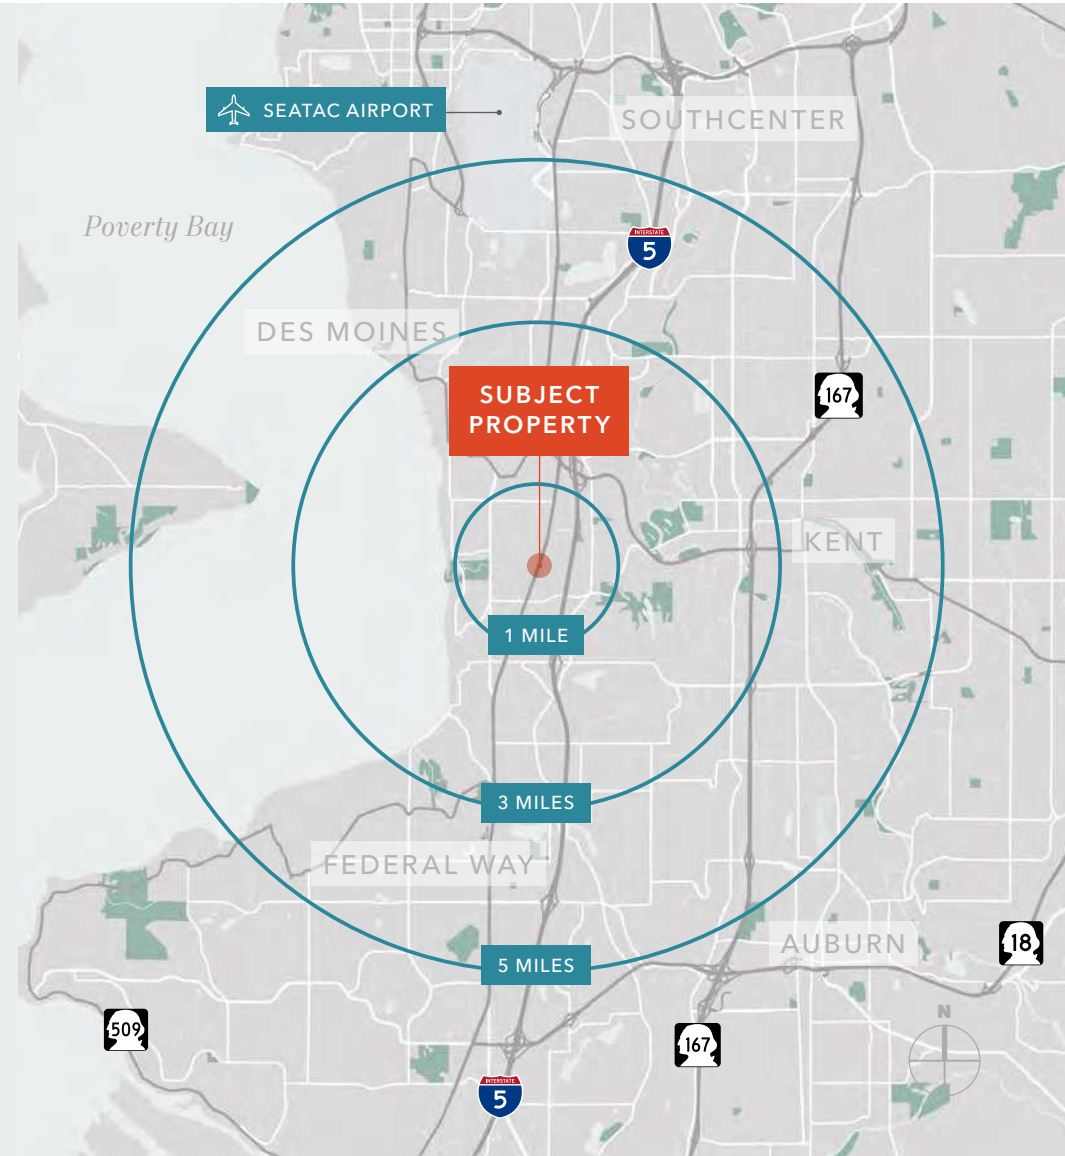 SEATAC AIRPORT
SOUTHCENTER
Poverty Bay
INTERSTATE
5
DES MOINES
SUBJECT
PROPERTY
167
KENT
1 MILE
3 MILES
FEDERAL WAY
AUBURN
18
5 MILES
N
509
167
INTERSTATE
5